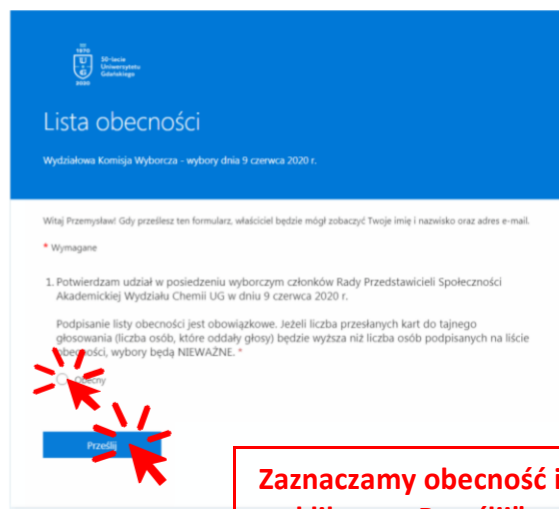 50-lecie
Uniwersytetu
Gdańskiego
1970
U G
2020
Lista obecności
Wydziałowa Komisja Wyborcza - wybory dnia 9 czerwca 2020 r.
Witaj Przemysław! Gdy prześlesz ten formularz, właściciel będzie mógł zobaczyć Twoje imię i nazwisko oraz adres e-mail.
* Wymagane
1. Potwierdzam udział w posiedzeniu wyborczym członków Rady Przedstawicieli Społeczności
Akademickiej Wydziału Chemii UG w dniu 9 czerwca 2020 r.
Podpisanie listy obecności jest obowiązkowe. Jeżeli liczba przesłanych kart do tajnego
głosowania (liczba osób, które oddały głosy) będzie wyższa niż liczba osób podpisanych na liście
obecności, wybory będą NIEWAŻNE. *
Obecny
Prześlij
Zaznaczamy obecność i